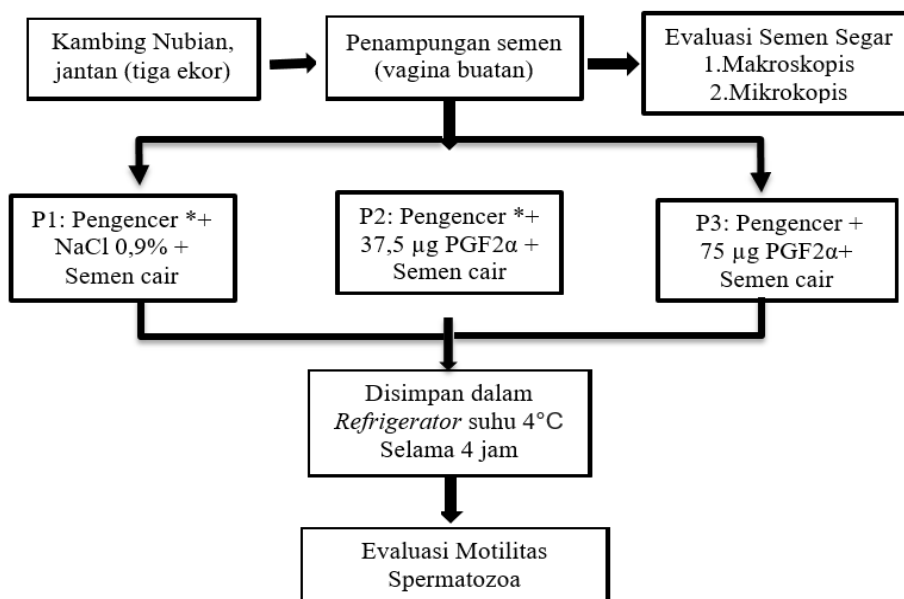 Kambing Nubian,
jantan (tiga ekor)
Penampungan semen
(vagina buatan)
Evaluasi Semen Segar
1.Makroskopis
2.Mikrokopis
P1: Pengencer *+
NaCl 0,9% +
Semen cair
P2: Pengencer *+
37,5 µg PGF2α +
Semen cair
P3: Pengencer +
75 µg PGF2α+
Semen cair
Disimpan dalam
Refrigerator suhu 4°C
Selama 4 jam
Evaluasi Motilitas
Spermatozoa